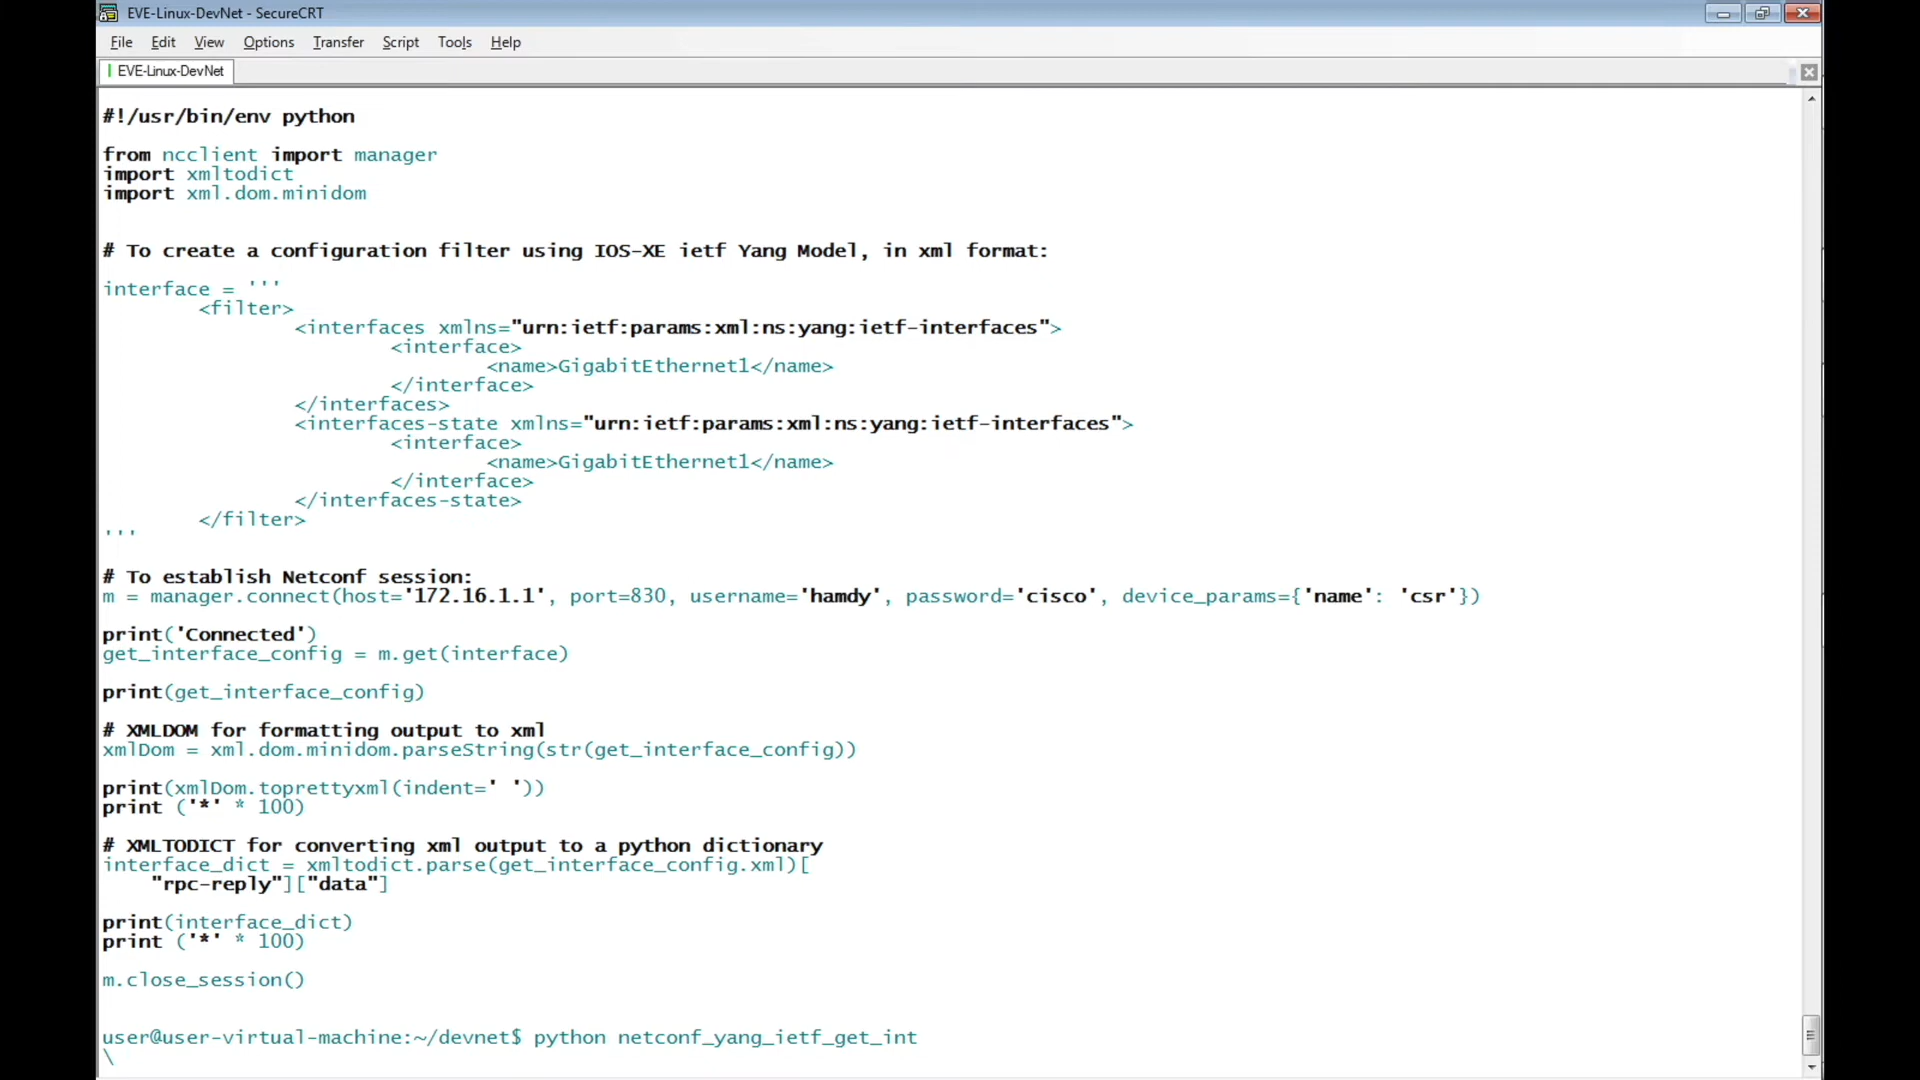 EVE-Linux-DevNet - SecureCRT
File Edit View Options Transfer Script Tools Help
EVE-Linux-DevNet
#!/usr/bin/env python
from ncclient import manager
import xmltodict
import xml.dom.minidom
# To create a configuration filter using IOS-XE ietf Yang Model, in xml format:
interface = '''
<filter>
<interfaces xmlns="urn:ietf:params:xml:ns:yang:ietf-interfaces">
<interface>
<name>GigabitEthernet1</name>
</interface>
</interfaces>
<interfaces-state xmlns="urn:ietf:params:xml:ns:yang:ietf-interfaces">
<interface>
<name>GigabitEthernet1</name>
</interface>
</interfaces-state>
</filter>
'''
# To establish Netconf session:
m = manager.connect(host='172.16.1.1', port=830, username='hamdy', password='cisco', device_params={'name': 'csr'})
print('Connected')
get_interface_config = m.get(interface)
print(get_interface_config)
# XMLDOM for formatting output to xml
xmlDom = xml.dom.minidom.parseString(str(get_interface_config))
print(xmlDom.toprettyxml(indent=' '))
print ('*' * 100)
# XMLTODICT for converting xml output to a python dictionary
interface_dict = xmltodict.parse(get_interface_config.xml)[
"rpc-reply"]["data"]
print(interface_dict)
print ('*' * 100)
m.close_session()
user@user-virtual-machine:~/devnet$ python netconf_yang_ietf_get_int
\